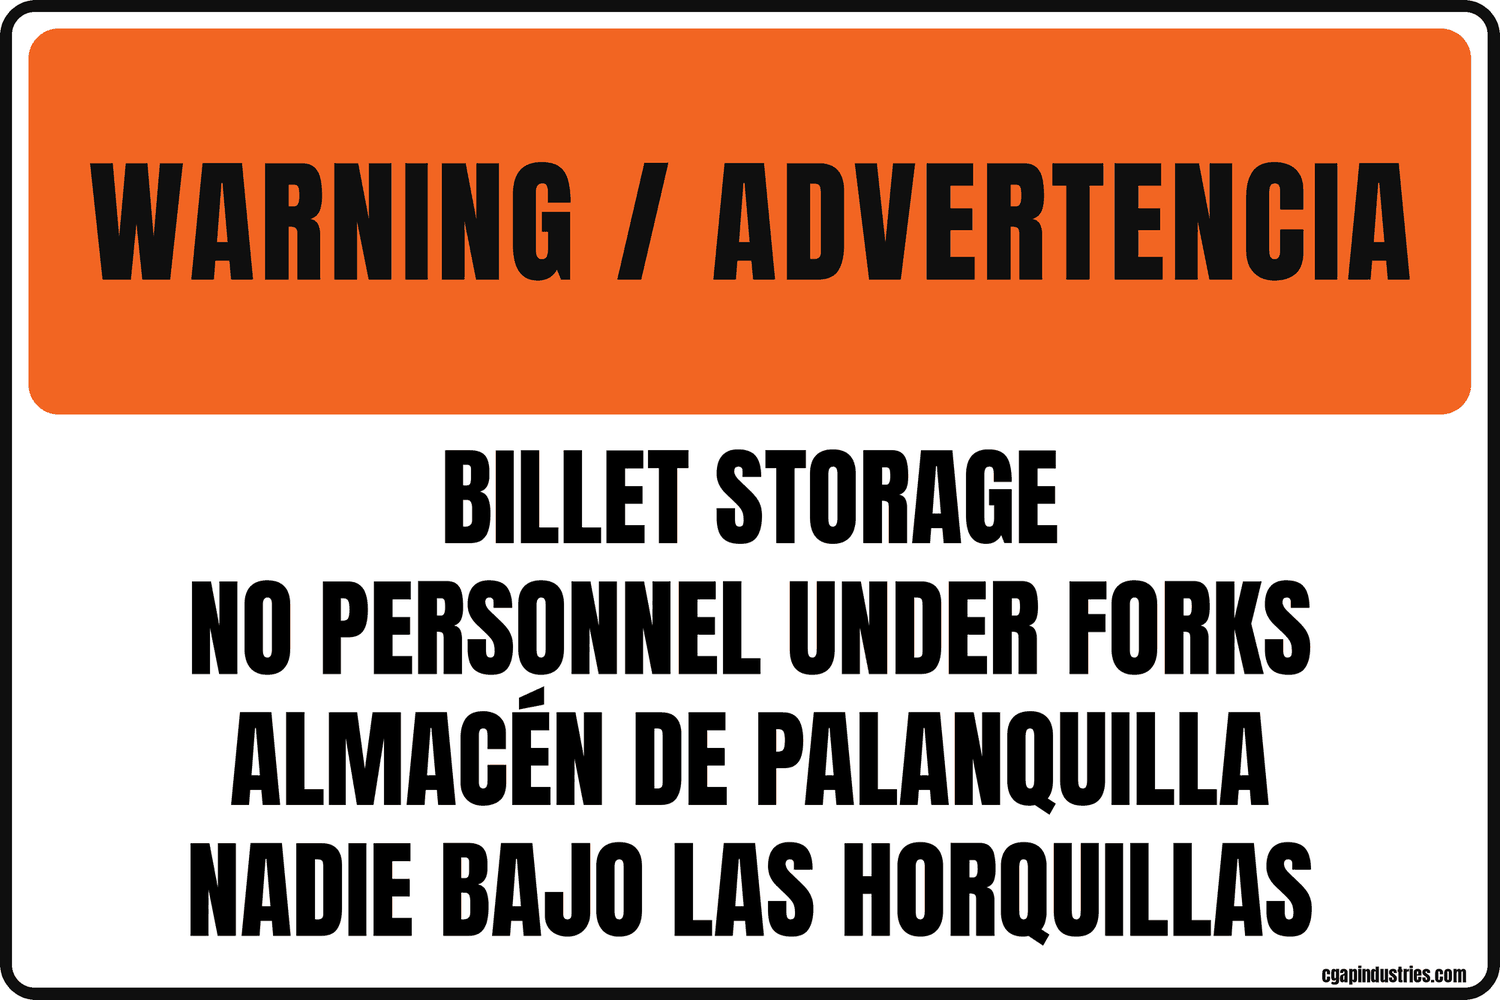 WARNING / ADVERTENCIA
BILLET STORAGE
NO PERSONNEL UNDER FORKS
ALMACÉN DE PALANQUILLA
NADIE BAJO LAS HORQUILLAS
cgapindustries.com